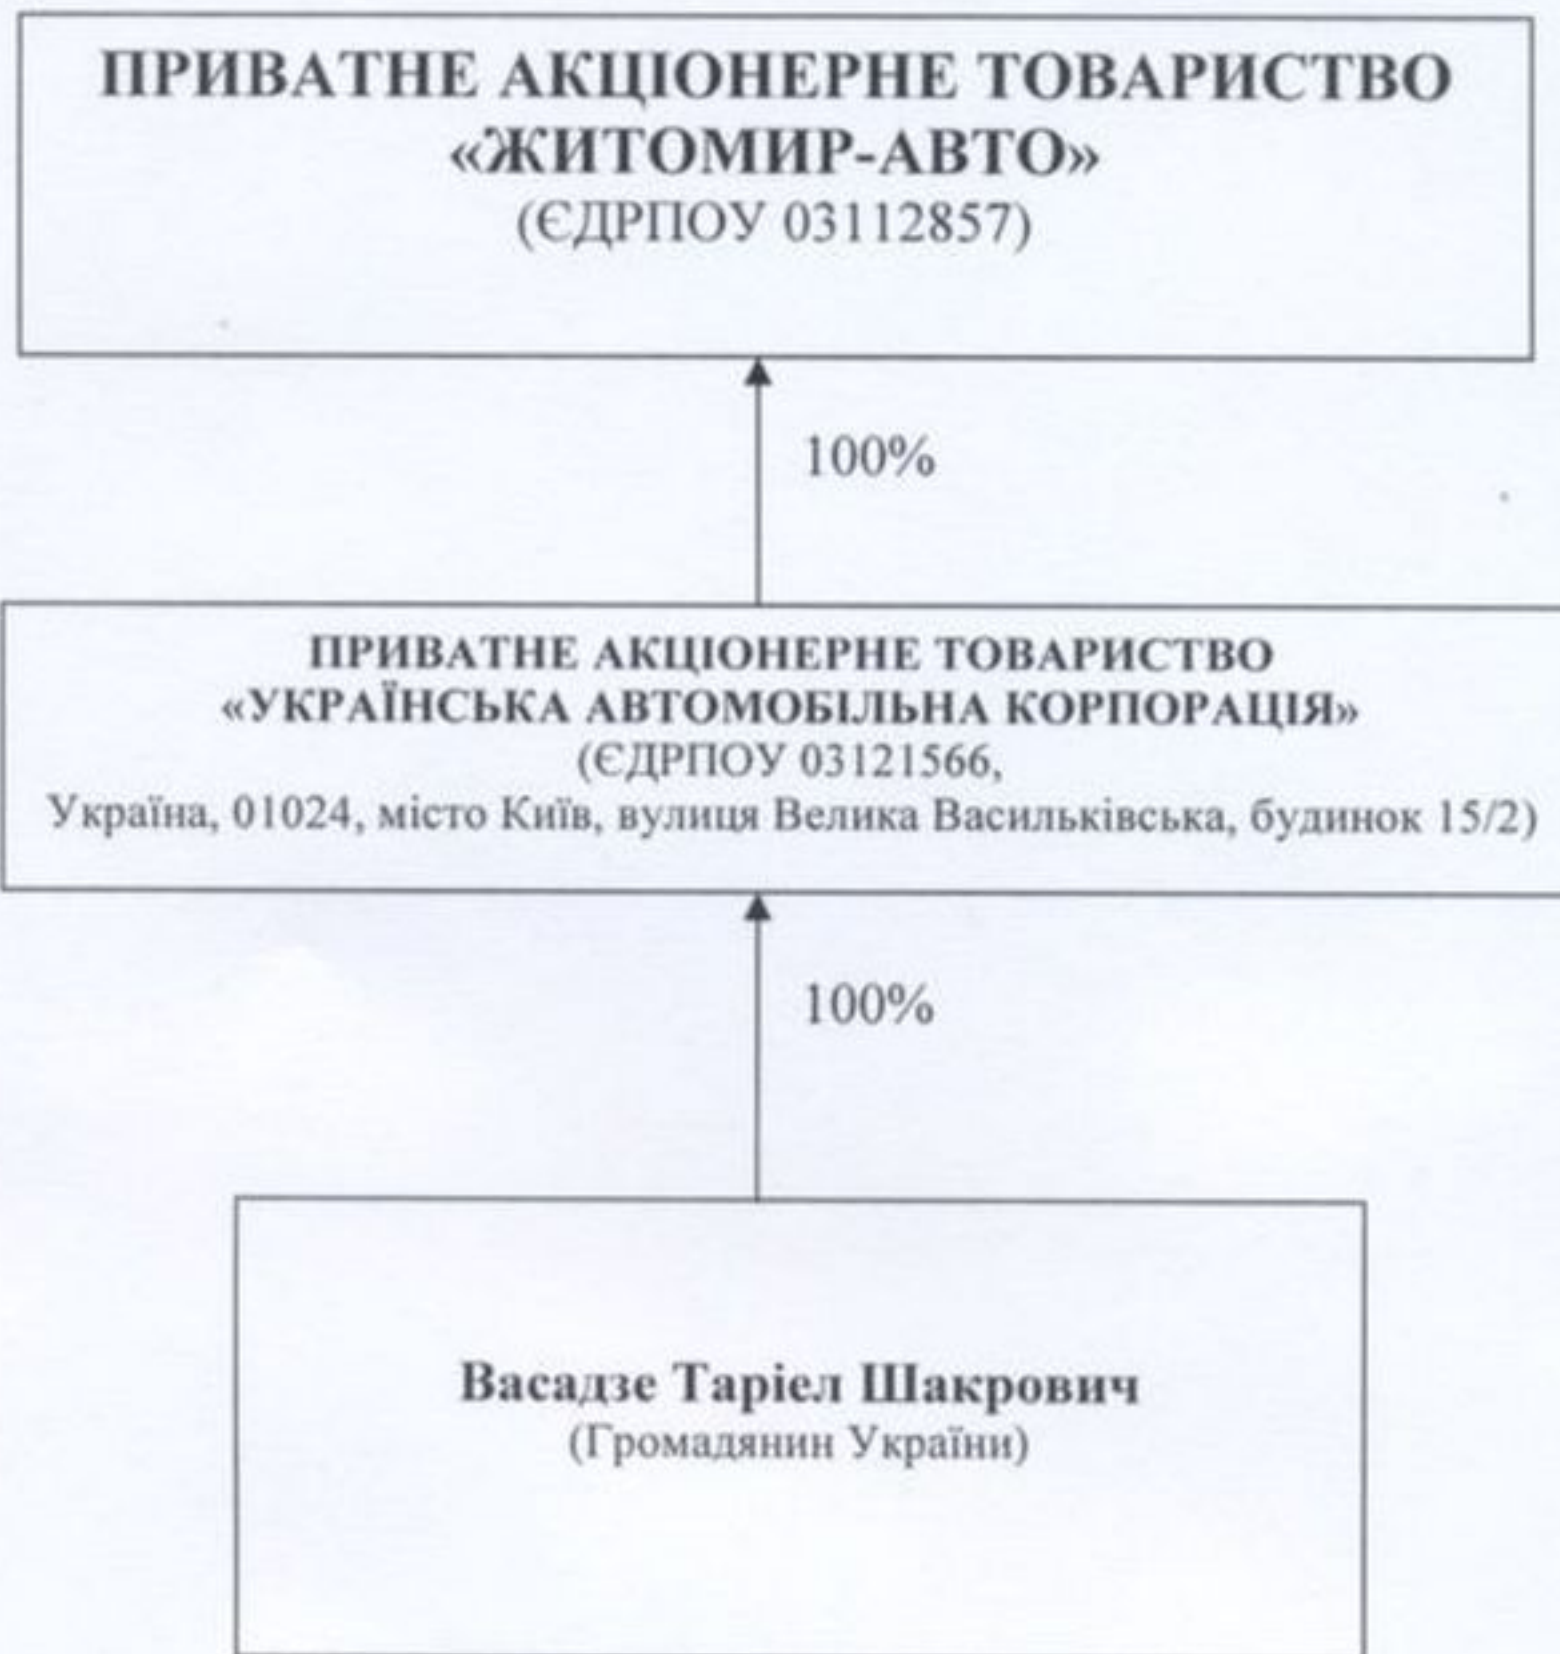 ПРИВАТНЕ АКЦІОНЕРНЕ ТОВАРИСТВО
«ЖИТОМИР-АВТО»
(ЄДРПОУ 03112857)
100%
ПРИВАТНЕ АКЦІОНЕРНЕ ТОВАРИСТВО
«УКРАЇНСЬКА АВТОМОБІЛЬНА КОРПОРАЦІЯ»
(ЄДРПОУ 03121566,
Україна, 01024, місто Київ, вулиця Велика Васильківська, будинок 15/2)
100%
Васадзе Таріел Шакрович
(Громадянин України)